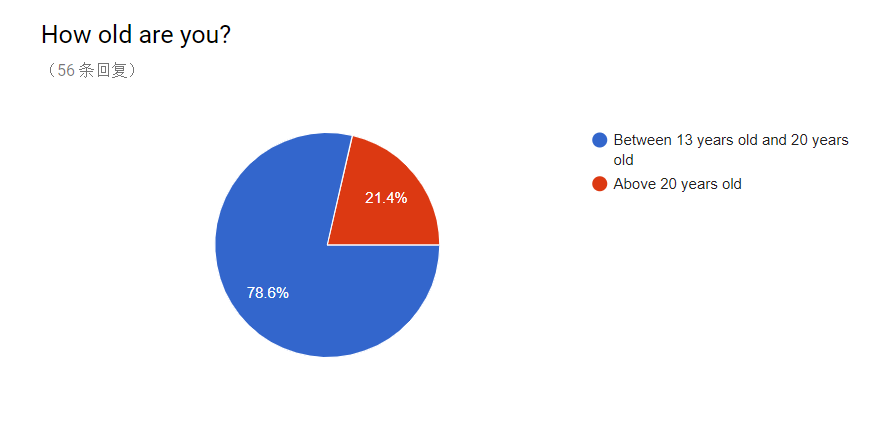 How old are you?
（56 条回复）
Between 13 years old and 20 years
old
Above 20 years old
21.4%
78.6%